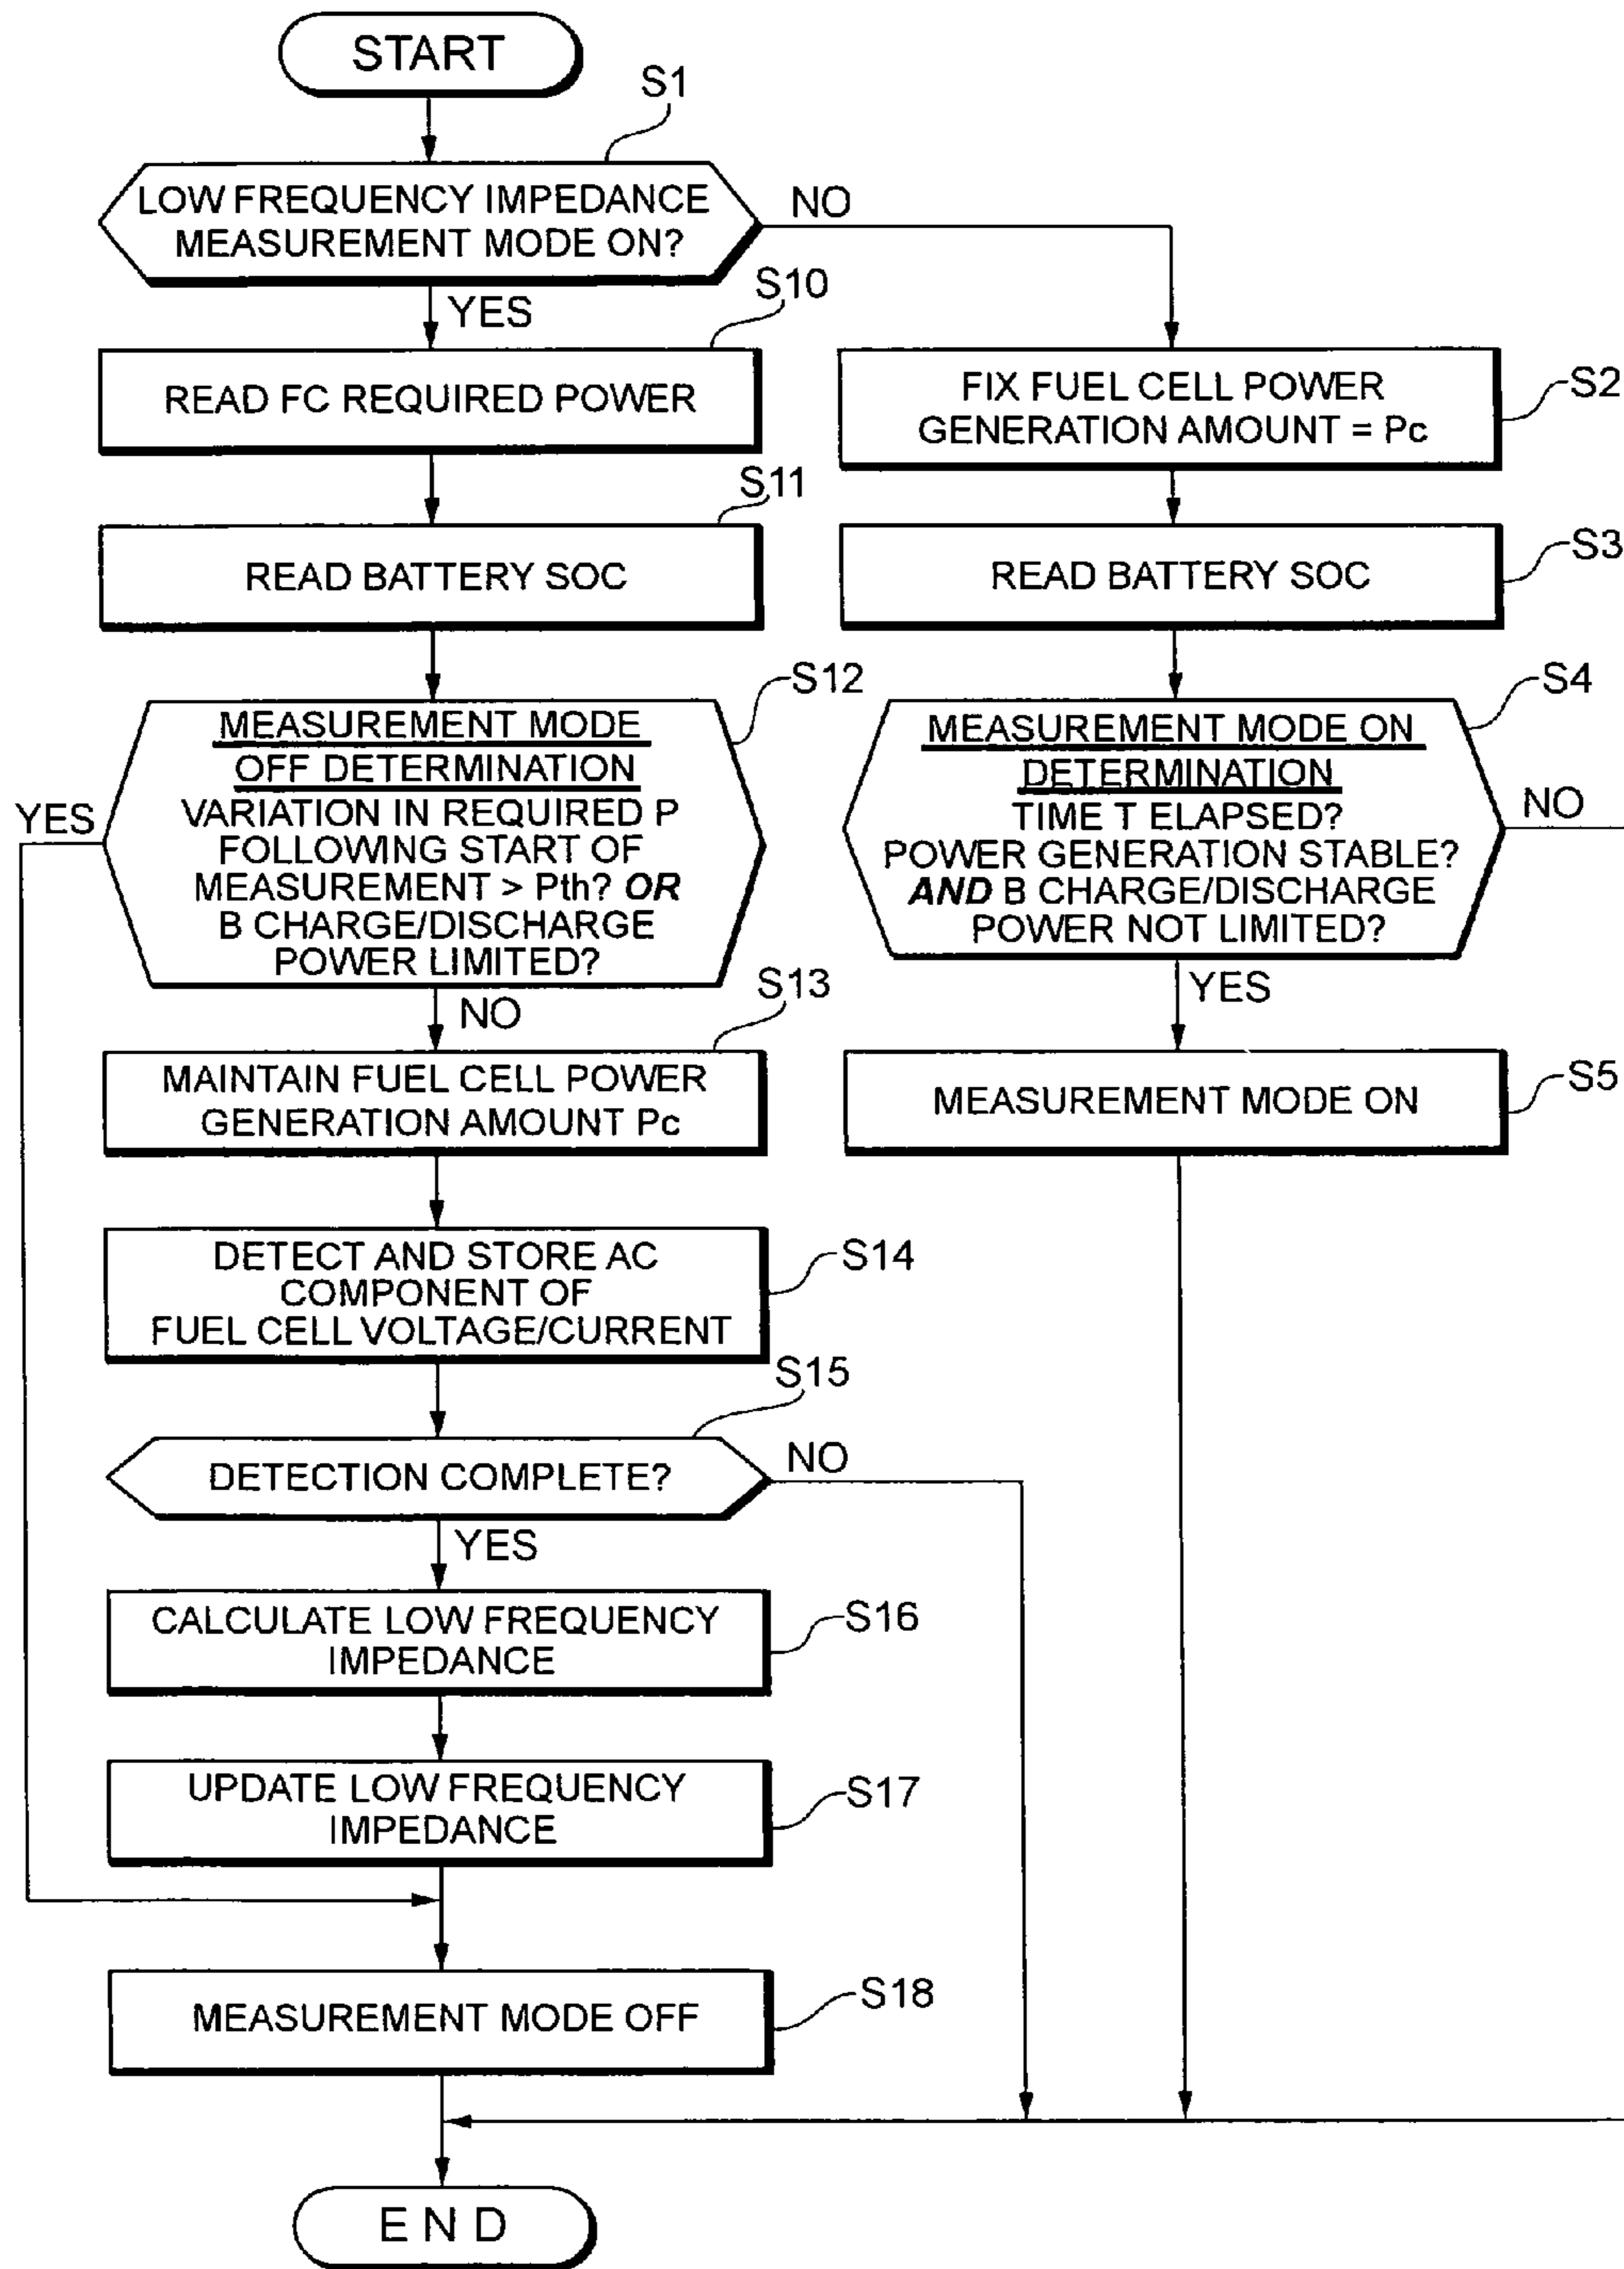 START
S1
LOW FREQUENCY IMPEDANCE
MEASUREMENT MODE ON?
NO
YES
S10
READ FC REQUIRED POWER
S11
READ BATTERY SOC
S12
MEASUREMENT MODE
OFF DETERMINATION
VARIATION IN REQUIRED P
FOLLOWING START OF
MEASUREMENT > Pth? OR
B CHARGE/DISCHARGE
POWER LIMITED?
YES
NO
S13
MAINTAIN FUEL CELL POWER
GENERATION AMOUNT Pc
DETECT AND STORE AC
COMPONENT OF
FUEL CELL VOLTAGE/CURRENT
S14
S15
DETECTION COMPLETE?
NO
YES
CALCULATE LOW FREQUENCY
IMPEDANCE
S16
UPDATE LOW FREQUENCY
IMPEDANCE
S17
MEASUREMENT MODE OFF
S18
END
FIX FUEL CELL POWER
GENERATION AMOUNT = Pc
S2
READ BATTERY SOC
S3
S4
MEASUREMENT MODE ON
DETERMINATION
TIME T ELAPSED?
POWER GENERATION STABLE?
AND B CHARGE/DISCHARGE
POWER NOT LIMITED?
NO
YES
MEASUREMENT MODE ON
S5